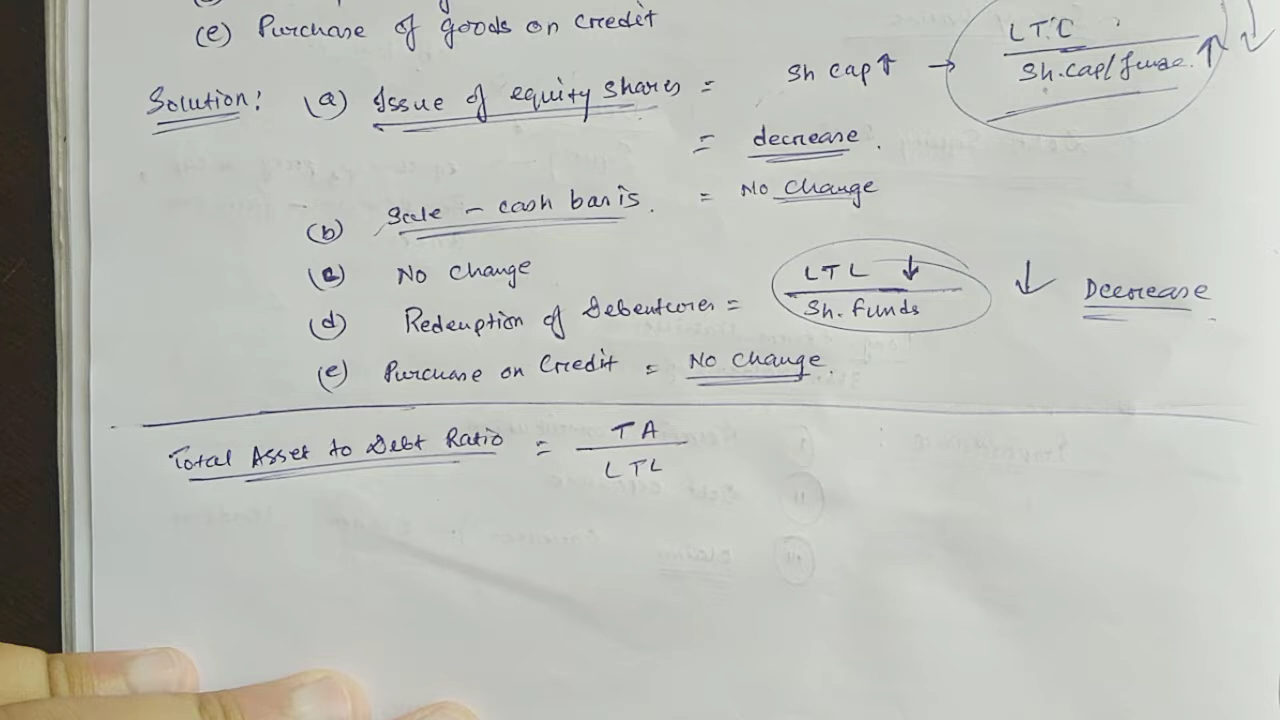 (e) Purchase of goods on credit
Solution: (a) Issue of equity shares = Sh cap ↑ → LTL / Sh. cap/funds ↑ ↓
= decrease.
(b) Sale - cash basis. = No change
(c) No change
(d) Redemption of Debentures = LTL ↓ / Sh. funds ↓ Decrease
(e) Purchase on Credit = No change.
Total Asset to Debt Ratio = TA / LTL